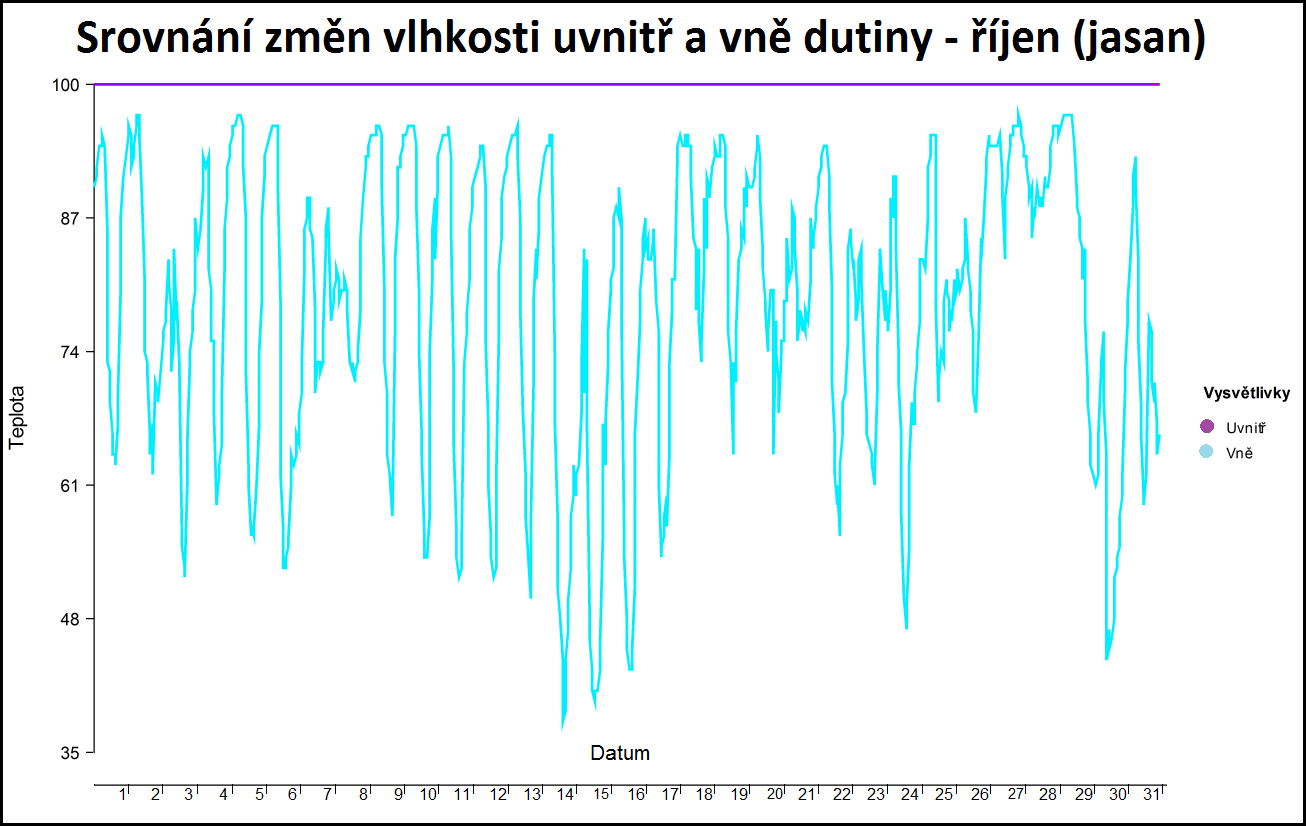 Srovnání změn vlhkosti uvnitř a vně dutiny - říjen (jasan)
100
87
74
61
48
35
Teplota
Vysvětlivky
Uvnitř
Vně
Datum
1 2 3 4 5 6 7 8 9 10 11 12 13 14 15 16 17 18 19 20 21 22 23 24 25 26 27 28 29 30 31